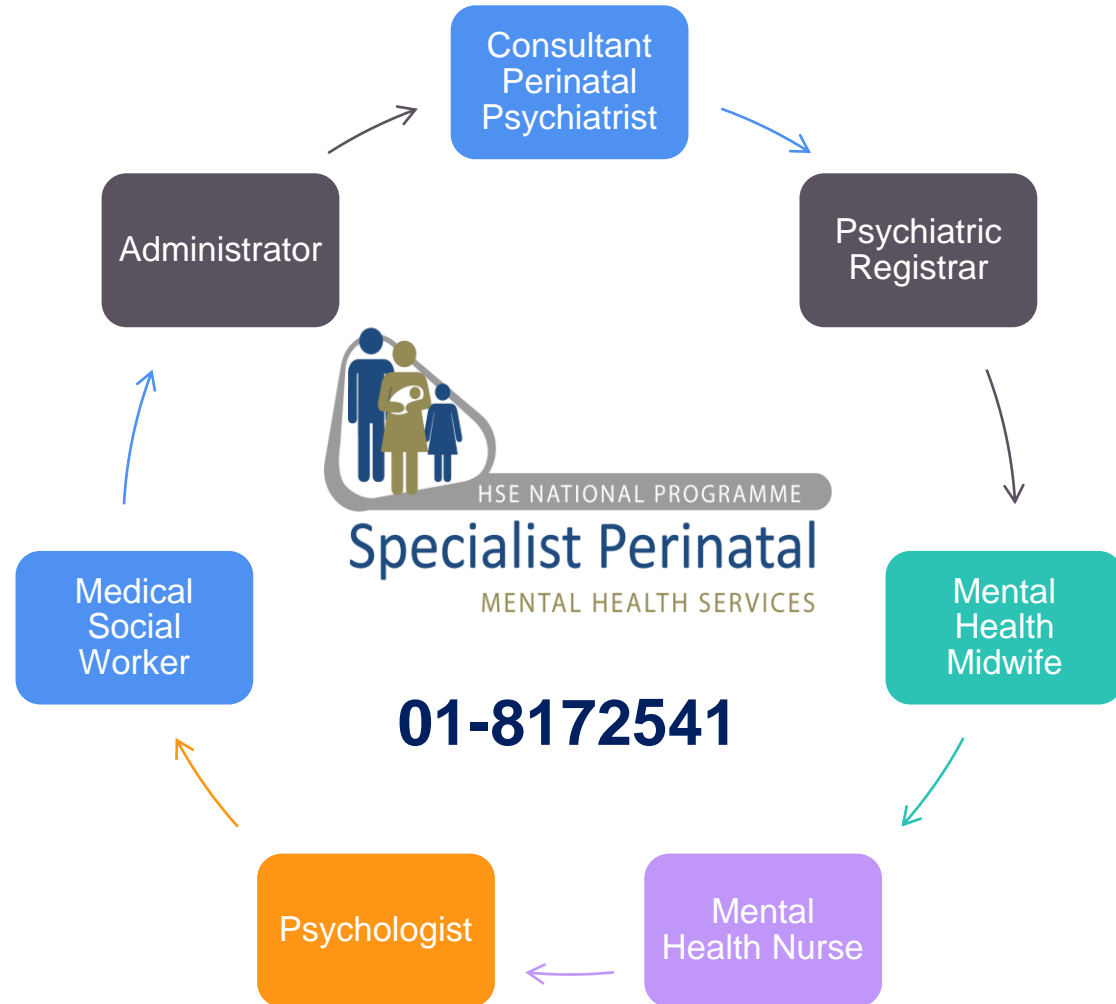 Consultant
Perinatal
Psychiatrist
Psychiatric
Registrar
Mental
Health
Midwife
Mental
Health Nurse
Psychologist
Medical
Social
Worker
Administrator
HSE NATIONAL PROGRAMME
Specialist Perinatal
MENTAL HEALTH SERVICES
01-8172541